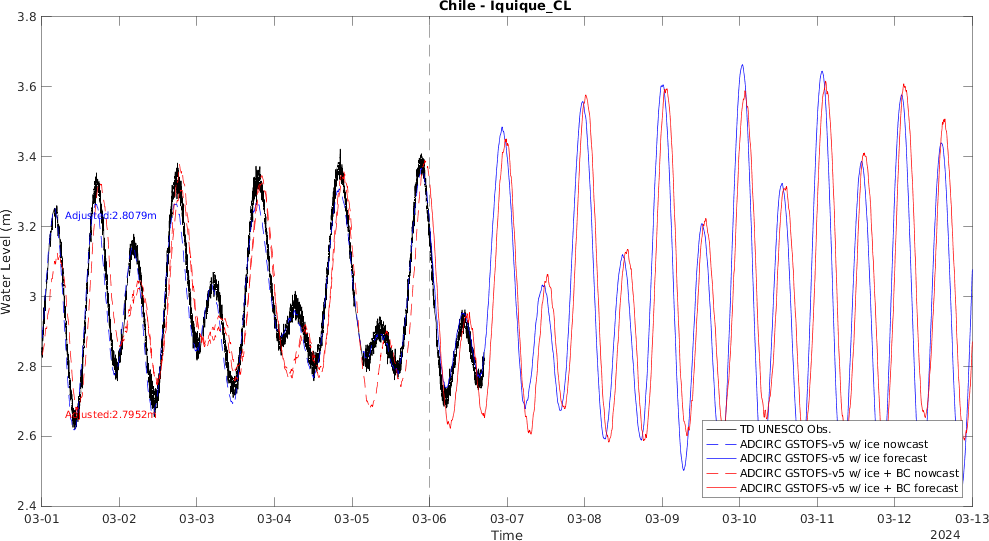 Chile - Iquique_CL
3.8
3.6
3.4
3.2
3
2.8
2.6
2.4
Water Level (m)
Adjusted:2.8079m
Adjusted:2.7952m
TD UNESCO Obs.
ADCIRC GSTOFS-v5 w/ ice nowcast
ADCIRC GSTOFS-v5 w/ ice forecast
ADCIRC GSTOFS-v5 w/ ice + BC nowcast
ADCIRC GSTOFS-v5 w/ ice + BC forecast
03-01 03-02 03-03 03-04 03-05 03-06 03-07 03-08 03-09 03-10 03-11 03-12 03-13
Time
2024